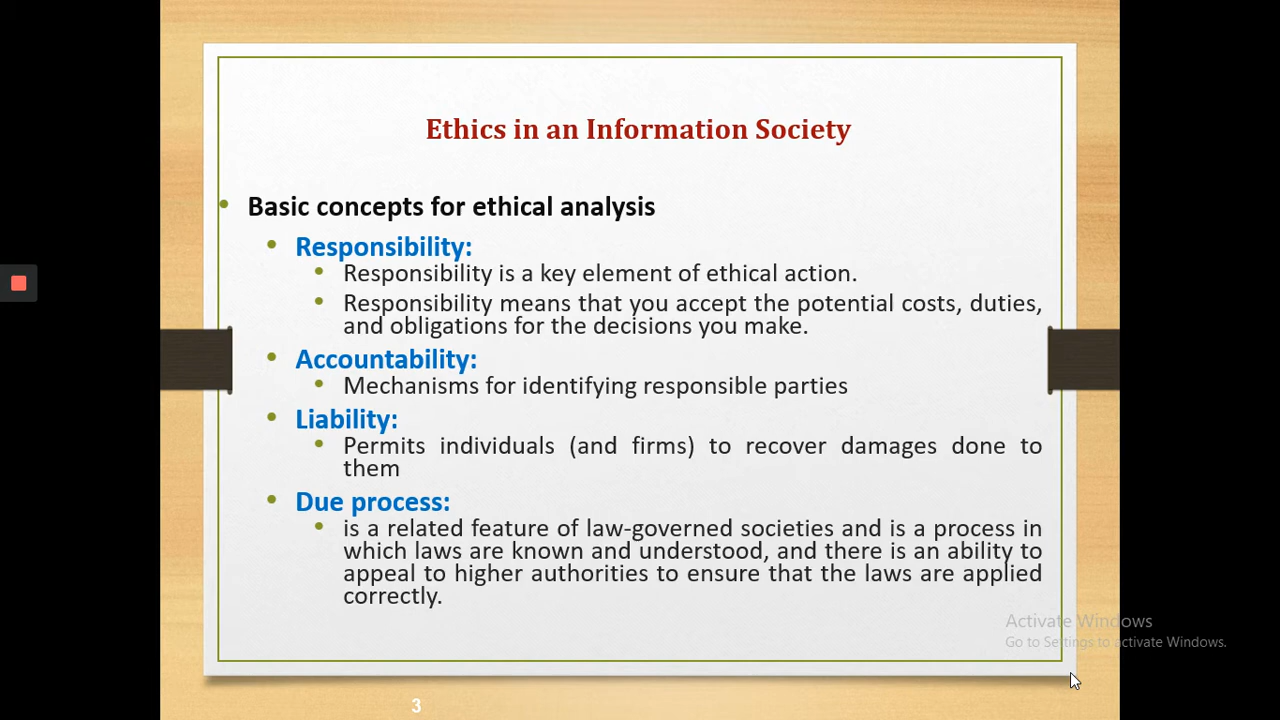 Ethics in an Information Society
• Basic concepts for ethical analysis
• Responsibility:
• Responsibility is a key element of ethical action.
• Responsibility means that you accept the potential costs, duties,
and obligations for the decisions you make.
• Accountability:
• Mechanisms for identifying responsible parties
• Liability:
• Permits individuals (and firms) to recover damages done to
them
• Due process:
• is a related feature of law-governed societies and is a process in
which laws are known and understood, and there is an ability to
appeal to higher authorities to ensure that the laws are applied
correctly.
Activate Windows
Go to Settings to activate Windows.
3